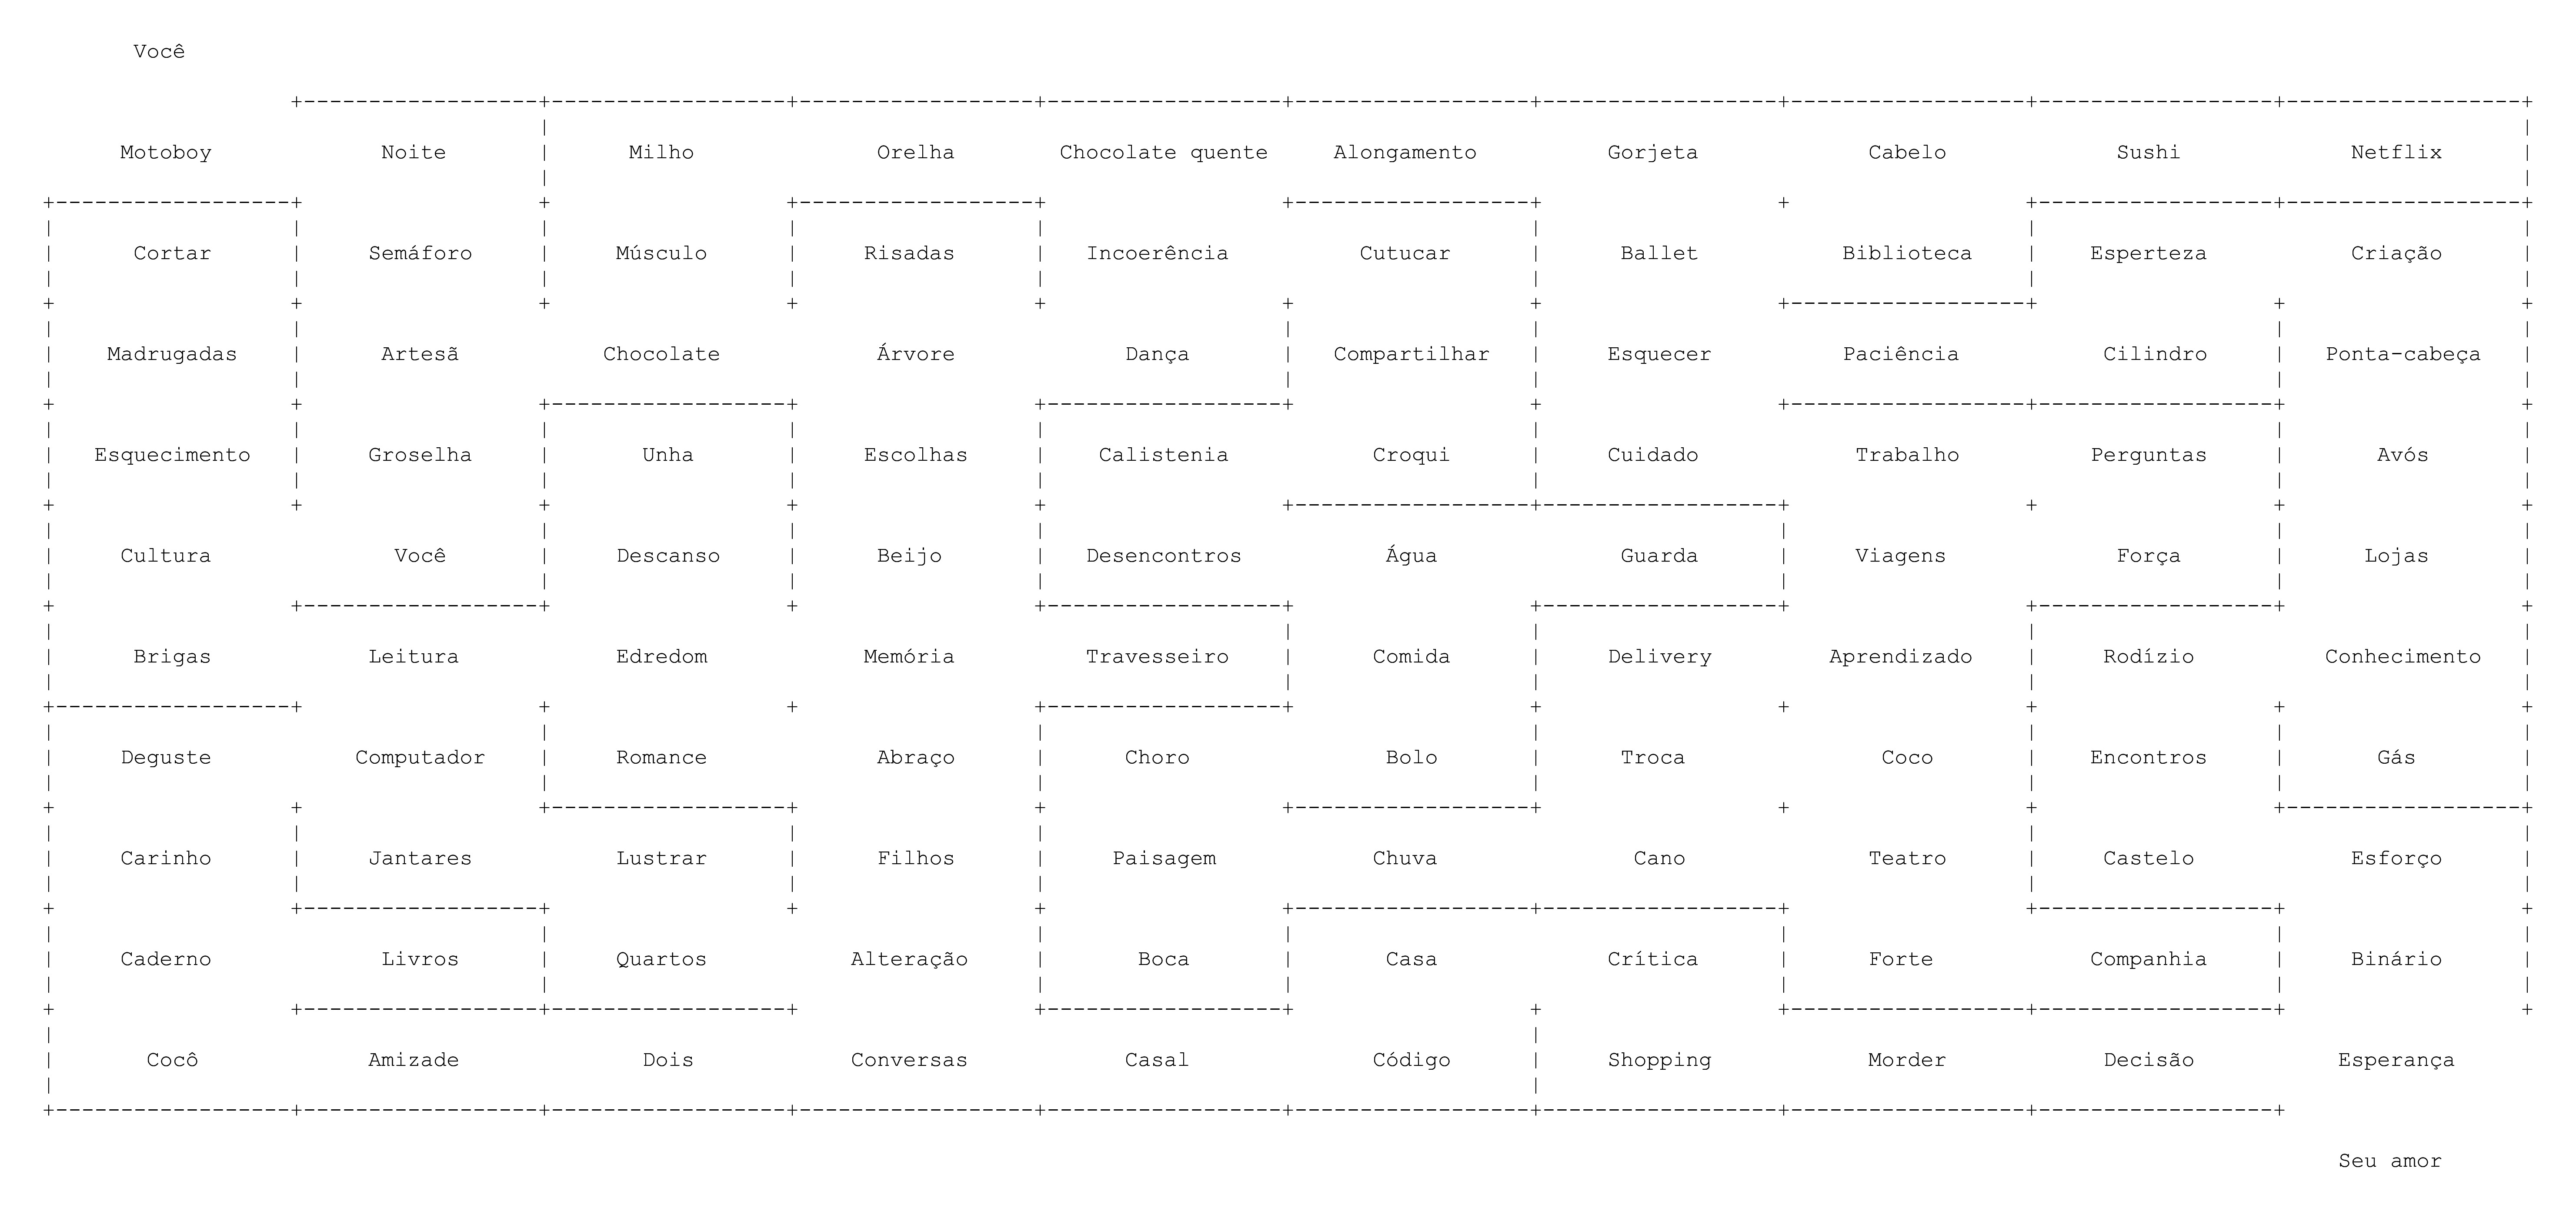 Você
Motoboy Noite Milho Orelha Chocolate quente Alongamento Gorjeta Cabelo Sushi Netflix
Cortar Semáforo Músculo Risadas Incoerência Cutucar Ballet Biblioteca Esperteza Criação
Madrugadas Artesã Chocolate Árvore Dança Compartilhar Esquecer Paciência Cilindro Ponta-cabeça
Esquecimento Groselha Unha Escolhas Calistenia Croqui Cuidado Trabalho Perguntas Avós
Cultura Você Descanso Beijo Desencontros Água Guarda Viagens Força Lojas
Brigas Leitura Edredom Memória Travesseiro Comida Delivery Aprendizado Rodízio Conhecimento
Deguste Computador Romance Abraço Choro Bolo Troca Coco Encontros Gás
Carinho Jantares Lustrar Filhos Paisagem Chuva Cano Teatro Castelo Esforço
Caderno Livros Quartos Alteração Boca Casa Crítica Forte Companhia Binário
Cocô Amizade Dois Conversas Casal Código Shopping Morder Decisão Esperança
Seu amor